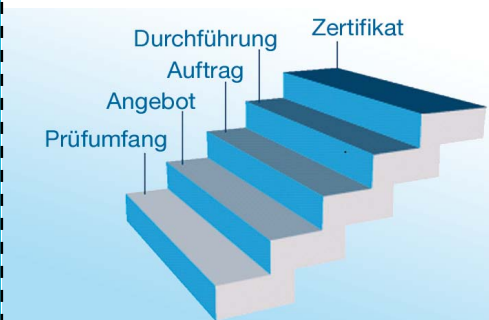 Zertifikat
Durchführung
Auftrag
Angebot
Prüfumfang